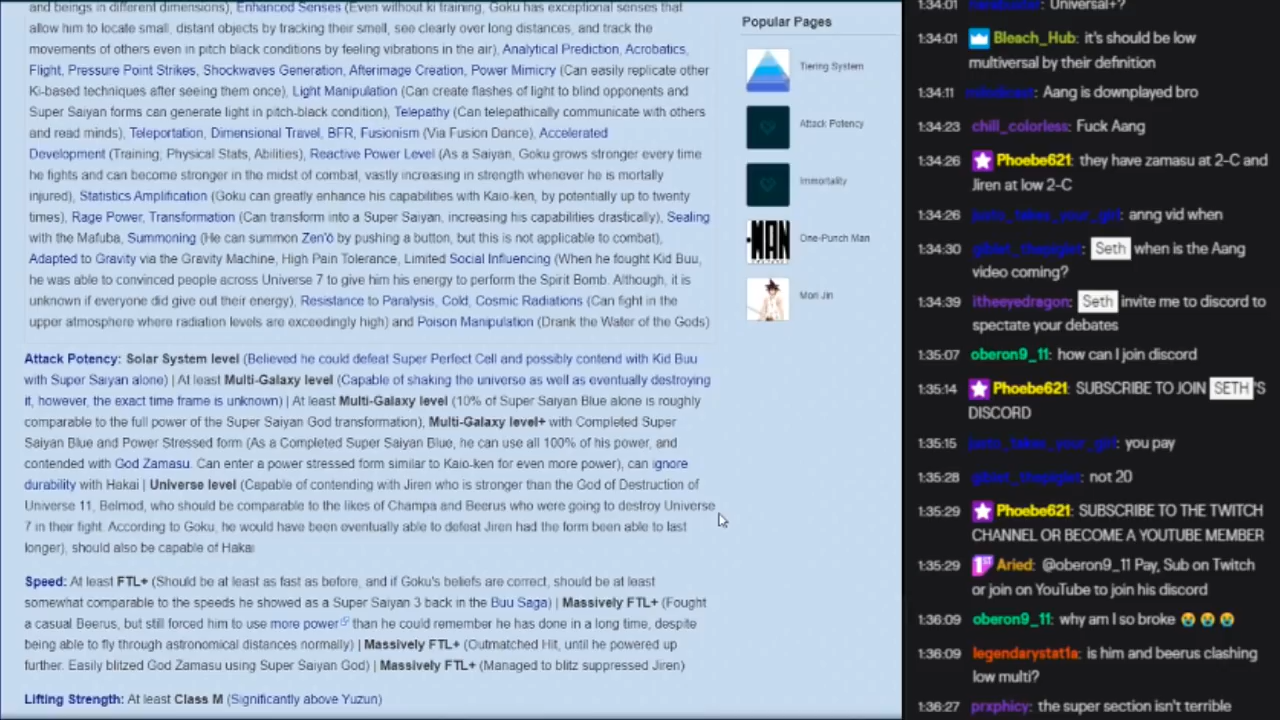 and beings in different dimensions), Enhanced Senses (Even without ki training, Goku has exceptional senses that
allow him to locate small, distant objects by tracking their smell, see clearly over long distances, and track the
movements of others even in pitch black conditions by feeling vibrations in the air), Analytical Prediction, Acrobatics,
Flight, Pressure Point Strikes, Shockwaves Generation, Afterimage Creation, Power Mimicry (Can easily replicate other
Ki-based techniques after seeing them once), Light Manipulation (Can create flashes of light to blind opponents and
Super Saiyan forms can generate light in pitch-black condition), Telepathy (Can telepathically communicate with others
and read minds), Teleportation, Dimensional Travel, BFR, Fusionism (Via Fusion Dance), Accelerated
Development (Training, Physical Stats, Abilities), Reactive Power Level (As a Saiyan, Goku grows stronger every time
he fights and can become stronger in the midst of combat, vastly increasing in strength whenever he is mortally
injured), Statistics Amplification (Goku can greatly enhance his capabilities with Kaio-ken, by potentially up to twenty
times), Rage Power, Transformation (Can transform into a Super Saiyan, increasing his capabilities drastically), Sealing
with the Mafuba, Summoning (He can summon Zen'ō by pushing a button, but this is not applicable to combat),
Adapted to Gravity via the Gravity Machine, High Pain Tolerance, Limited Social Influencing (When he fought Kid Buu,
he was able to convinced people across Universe 7 to give him his energy to perform the Spirit Bomb. Although, it is
unknown if everyone did give out their energy), Resistance to Paralysis, Cold, Cosmic Radiations (Can fight in the
upper atmosphere where radiation levels are exceedingly high) and Poison Manipulation (Drank the Water of the Gods)
Attack Potency: Solar System level (Believed he could defeat Super Perfect Cell and possibly contend with Kid Buu
with Super Saiyan alone) | At least Multi-Galaxy level (Capable of shaking the universe as well as eventually destroying
it, however, the exact time frame is unknown) | At least Multi-Galaxy level (10% of Super Saiyan Blue alone is roughly
comparable to the full power of the Super Saiyan God transformation), Multi-Galaxy level+ with Completed Super
Saiyan Blue and Power Stressed form (As a Completed Super Saiyan Blue, he can use all 100% of his power, and
contended with God Zamasu. Can enter a power stressed form similar to Kaio-ken for even more power), can ignore
durability with Hakai | Universe level (Capable of contending with Jiren who is stronger than the God of Destruction of
Universe 11, Belmod, who should be comparable to the likes of Champa and Beerus who were going to destroy Universe
7 in their fight. According to Goku, he would have been eventually able to defeat Jiren had the form been able to last
longer), should also be capable of Hakai
Speed: At least FTL+ (Should be at least as fast as before, and if Goku's beliefs are correct, should be at least
somewhat comparable to the speeds he showed as a Super Saiyan 3 back in the Buu Saga) | Massively FTL+ (Fought
a casual Beerus, but still forced him to use more power than he could remember he has done in a long time, despite
being able to fly through astronomical distances normally) | Massively FTL+ (Outmatched Hit, until he powered up
further. Easily blitzed God Zamasu using Super Saiyan God) | Massively FTL+ (Managed to blitz suppressed Jiren)
Lifting Strength: At least Class M (Significantly above Yuzun)
Popular Pages
Tiering System
Attack Potency
Immortality
MAN
One-Punch Man
Mori Jin
1:34:01 Universal+?
1:34:01 Bleach_Hub: it's should be low
multiversal by their definition
1:34:11 Aang is downplayed bro
1:34:23 chill_colorless: Fuck Aang
1:34:26 Phoebe621: they have zamasu at 2-C and
Jiren at low 2-C
1:34:26 anng vid when
1:34:30 Seth when is the Aang
video coming?
1:34:39 itheeyedragon: Seth invite me to discord to
spectate your debates
1:35:07 oberon9_11: how can I join discord
1:35:14 Phoebe621: SUBSCRIBE TO JOIN SETH'S
DISCORD
1:35:15 you pay
1:35:28 not 20
1:35:29 Phoebe621: SUBSCRIBE TO THE TWITCH
CHANNEL OR BECOME A YOUTUBE MEMBER
1:35:29 1ST Aried: @oberon9_11 Pay, Sub on Twitch
or join on YouTube to join his discord
1:36:09 oberon9_11: why am I so broke 😭 😭 😭
1:36:09 legendarystat1a: is him and beerus clashing
low multi?
1:36:27 prxphicy: the super section isn't terrible